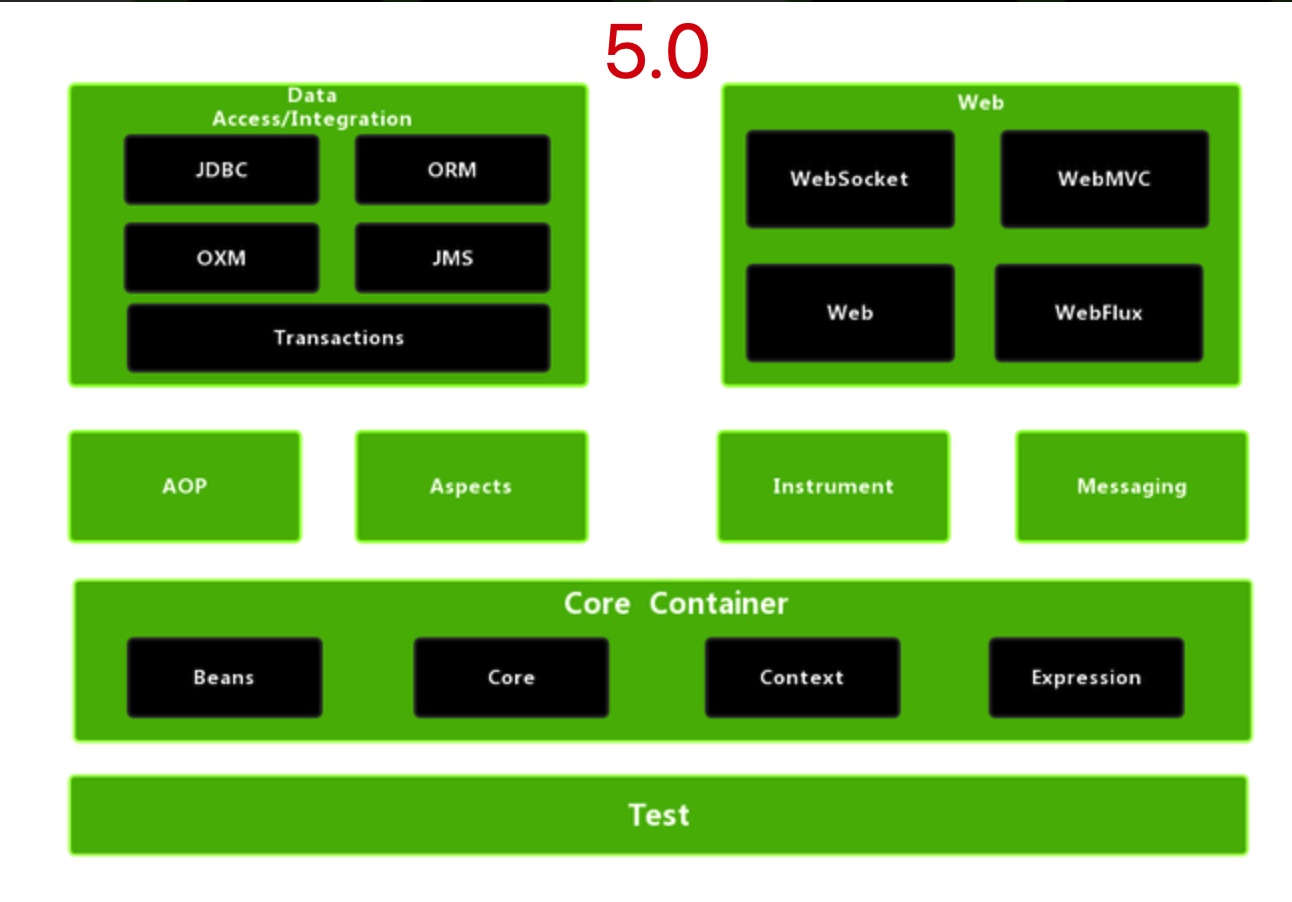 5.0
Data
Access/Integration
JDBC
ORM
OXM
JMS
Transactions
Web
WebSocket
WebMVC
Web
WebFlux
AOP
Aspects
Instrument
Messaging
Core Container
Beans
Core
Context
Expression
Test